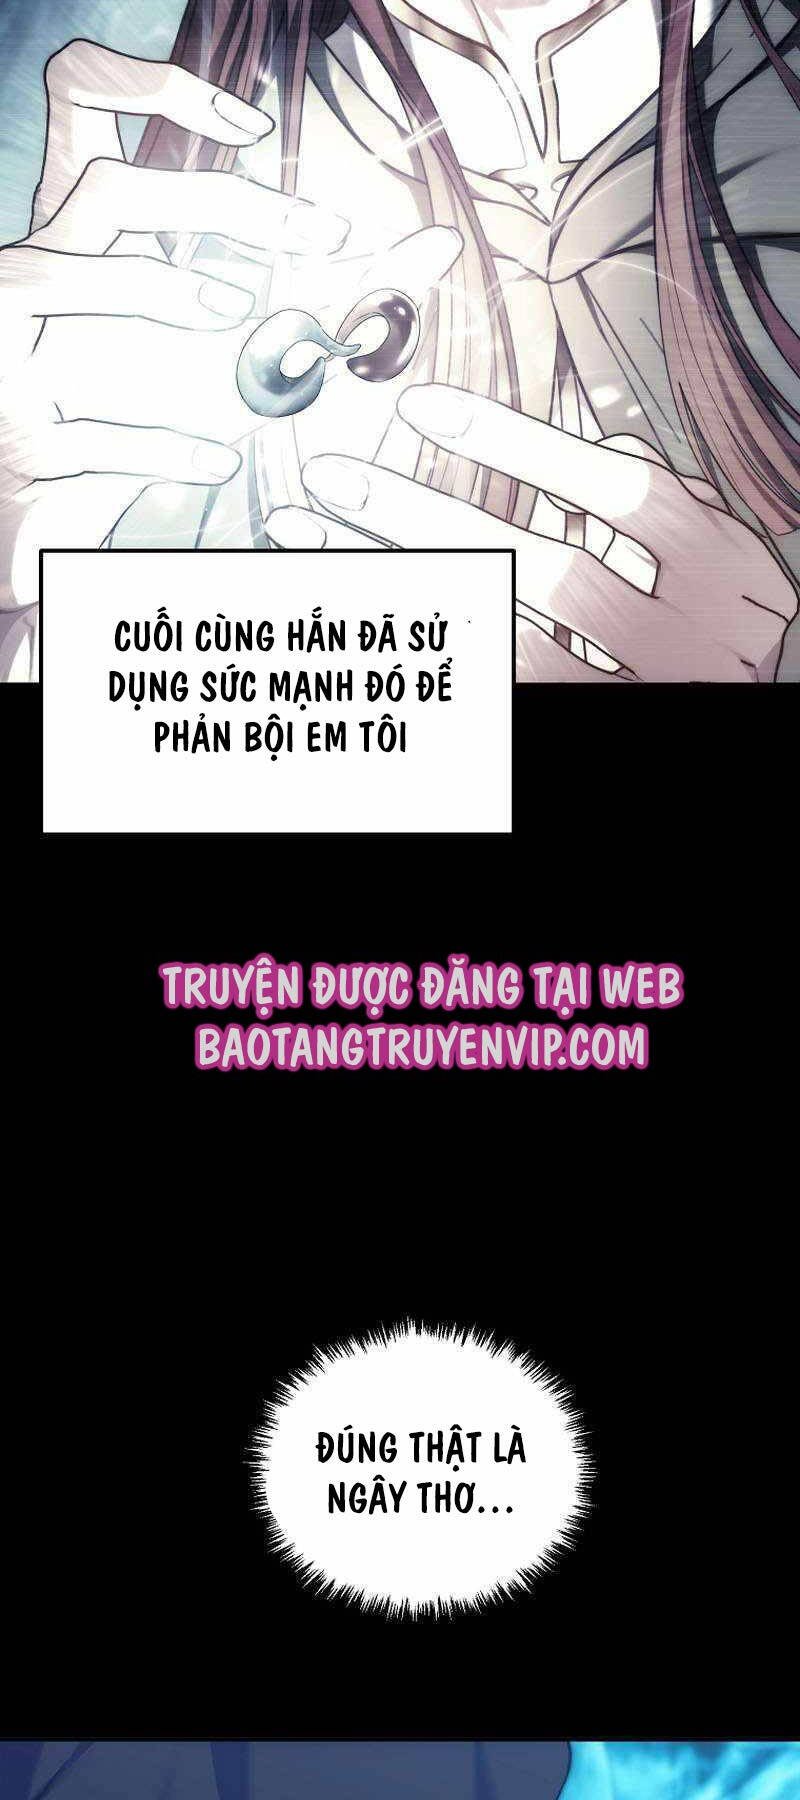 CUỐI CÙNG HẮN ĐÃ SỬ
DỤNG SỨC MẠNH ĐÓ ĐỂ
PHẢN BỘI EM TÔI
TRUYỆN ĐƯỢC ĐĂNG TẠI WEB
BAOTANGTRUYENVIP.COM
ĐÚNG THẬT LÀ
NGÂY THƠ...